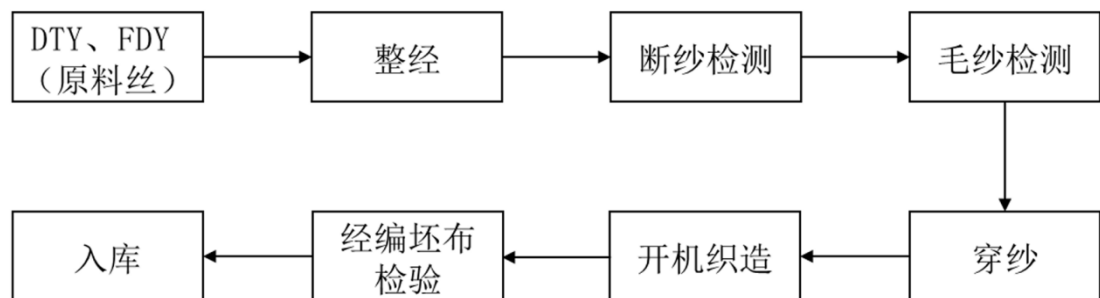 DTY、FDY
（原料丝）
整经
断纱检测
毛纱检测
穿纱
开机织造
经编坯布
检验
入库